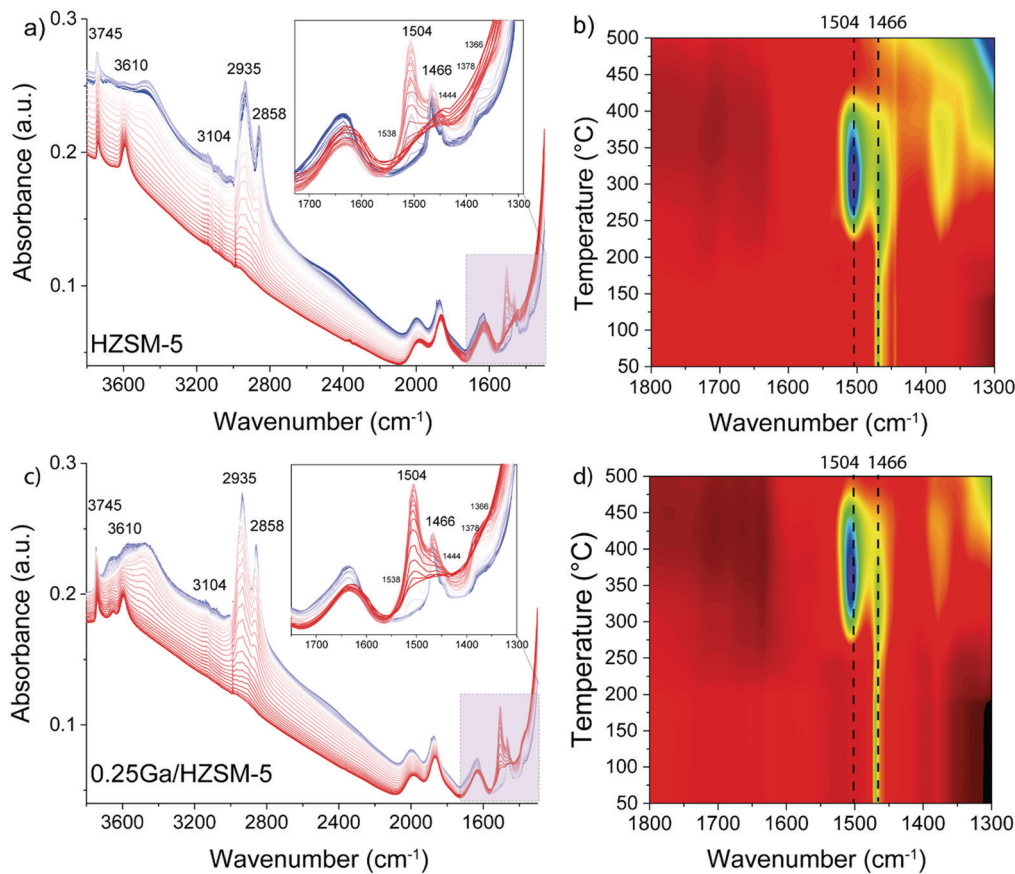 a)
0.3
0.2
0.1
Absorbance (a.u.)
3745
3610
3104
2935
2858
1504
1466
1366
1378
1444
1538
1700 1600 1500 1400 1300
HZSM-5
3600 3200 2800 2400 2000 1600
Wavenumber (cm⁻¹)
b)
1504 1466
500
450
400
350
300
250
200
150
100
50
Temperature (°C)
1800 1700 1600 1500 1400 1300
Wavenumber (cm⁻¹)
c)
0.3
0.2
0.1
Absorbance (a.u.)
3745
3610
3104
2935
2858
1504
1466
1366
1378
1444
1538
1700 1600 1500 1400 1300
0.25Ga/HZSM-5
3600 3200 2800 2400 2000 1600
Wavenumber (cm⁻¹)
d)
1504 1466
500
450
400
350
300
250
200
150
100
50
Temperature (°C)
1800 1700 1600 1500 1400 1300
Wavenumber (cm⁻¹)